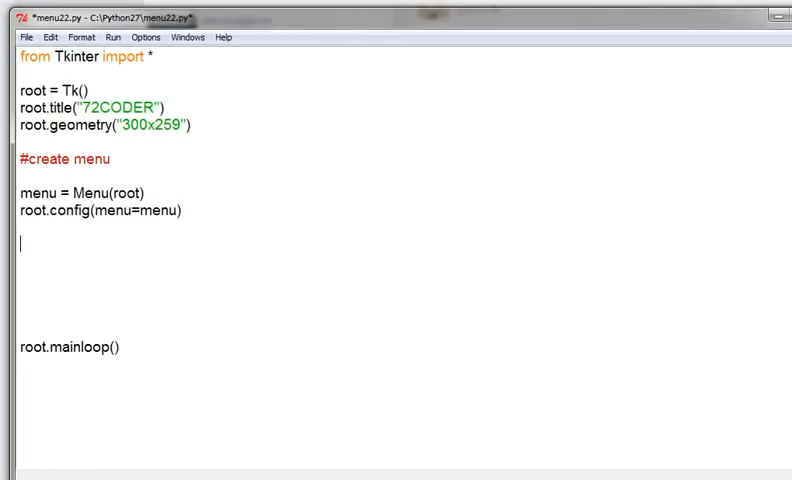 *menu22.py - C:\Python27\menu22.py*
File Edit Format Run Options Windows Help
from Tkinter import *
root = Tk()
root.title("72CODER")
root.geometry("300x259")
#create menu
menu = Menu(root)
root.config(menu=menu)
root.mainloop()